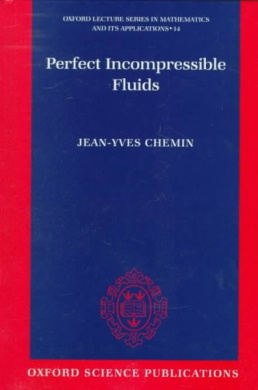 OXFORD LECTURE SERIES IN MATHEMATICS
AND ITS APPLICATIONS • 14
Perfect Incompressible
Fluids
JEAN-YVES CHEMIN
OXFORD SCIENCE PUBLICATIONS